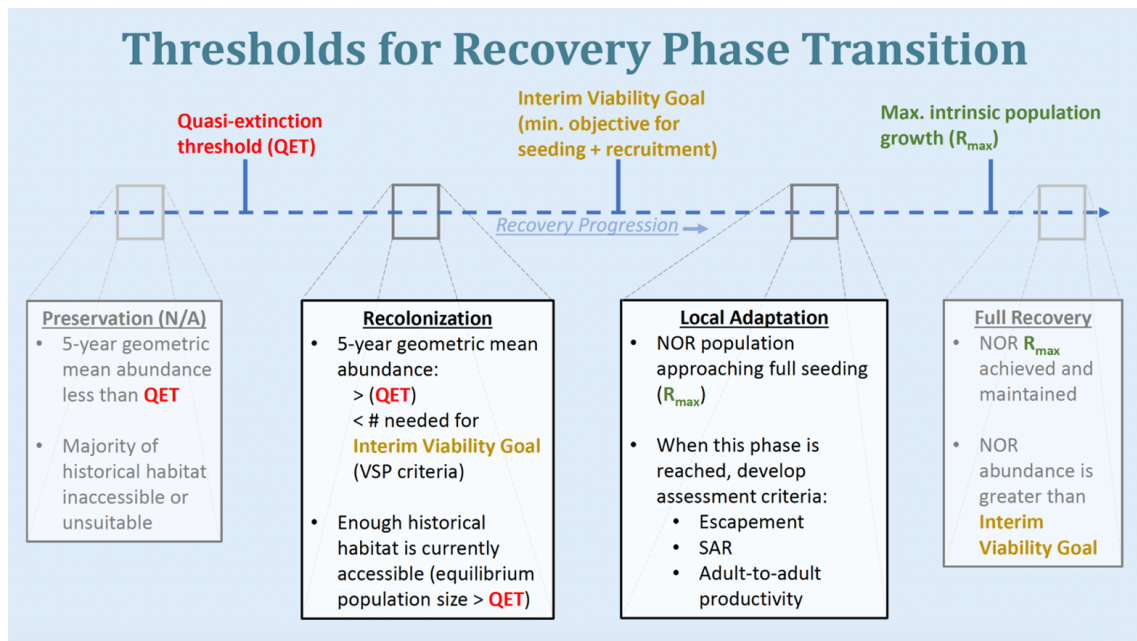 Thresholds for Recovery Phase Transition
Quasi-extinction
threshold (QET)
Interim Viability Goal
(min. objective for
seeding + recruitment)
Max. intrinsic population
growth (Rmax)
Recovery Progression
Preservation (N/A)
• 5-year geometric
mean abundance
less than QET
• Majority of
historical habitat
inaccessible or
unsuitable
Recolonization
• 5-year geometric mean
abundance:
> (QET)
< # needed for
Interim Viability Goal
(VSP criteria)
• Enough historical
habitat is currently
accessible (equilibrium
population size > QET)
Local Adaptation
• NOR population
approaching full seeding
(Rmax)
• When this phase is
reached, develop
assessment criteria:
• Escapement
• SAR
• Adult-to-adult
productivity
Full Recovery
• NOR Rmax
achieved and
maintained
• NOR
abundance is
greater than
Interim
Viability Goal